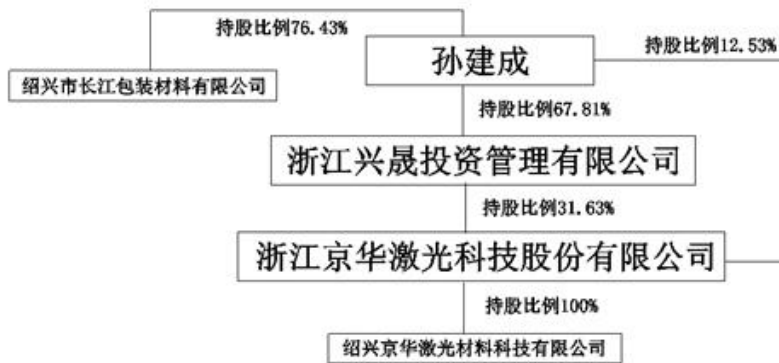 持股比例76.43%
孙建成
持股比例12.53%
绍兴市长江包装材料有限公司
持股比例67.81%
浙江兴晟投资管理有限公司
持股比例31.63%
浙江京华激光科技股份有限公司
持股比例100%
绍兴京华激光材料科技有限公司